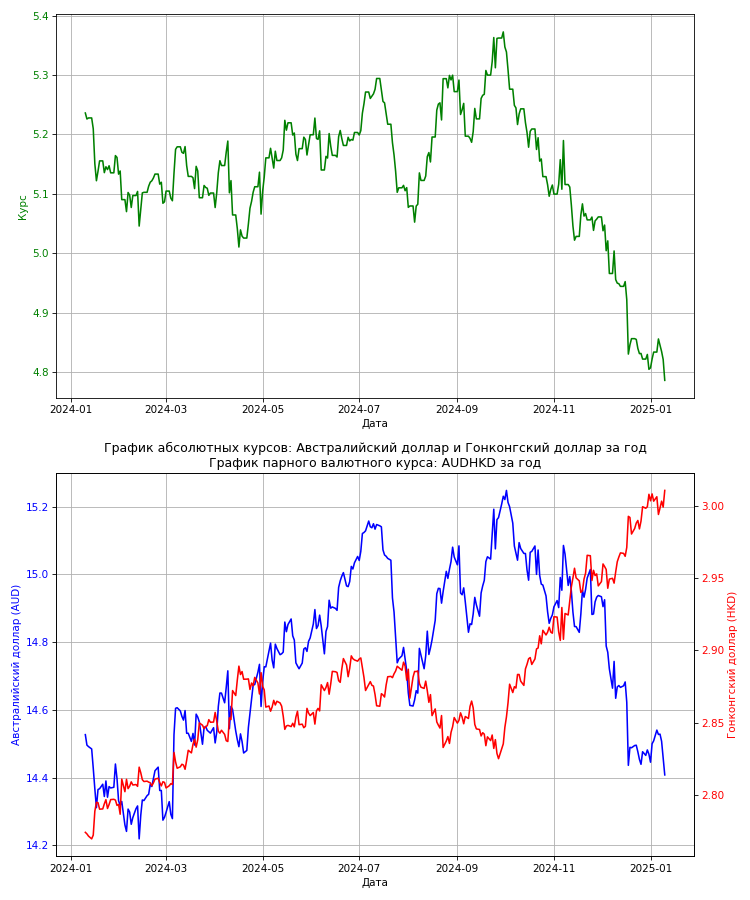 5.4
5.3
5.2
5.1
5.0
4.9
4.8
Курс
2024-01 2024-03 2024-05 2024-07 2024-09 2024-11 2025-01
Дата
График абсолютных курсов: Австралийский доллар и Гонконгский доллар за год
График парного валютного курса: AUDHKD за год
15.2
15.0
14.8
14.6
14.4
14.2
Австралийский доллар (AUD)
3.00
2.95
2.90
2.85
2.80
Гонконгский доллар (HKD)
2024-01 2024-03 2024-05 2024-07 2024-09 2024-11 2025-01
Дата